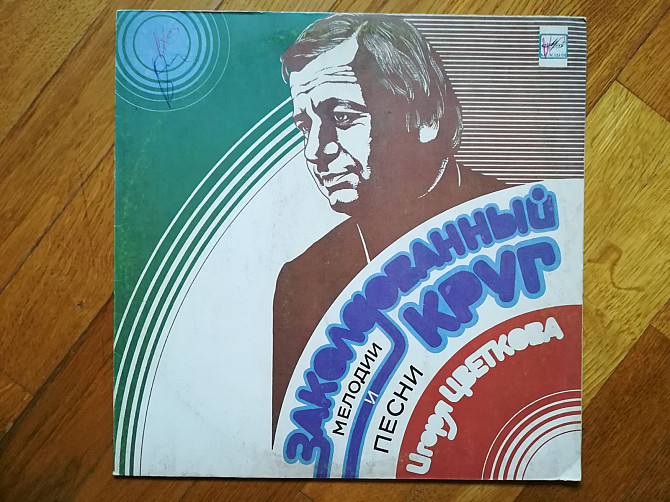 ЗАКОЛДОВАННЫЙ
КРУГ
МЕЛОДИИ
И
ПЕСНИ
Игоря ЦВЕТКОВА